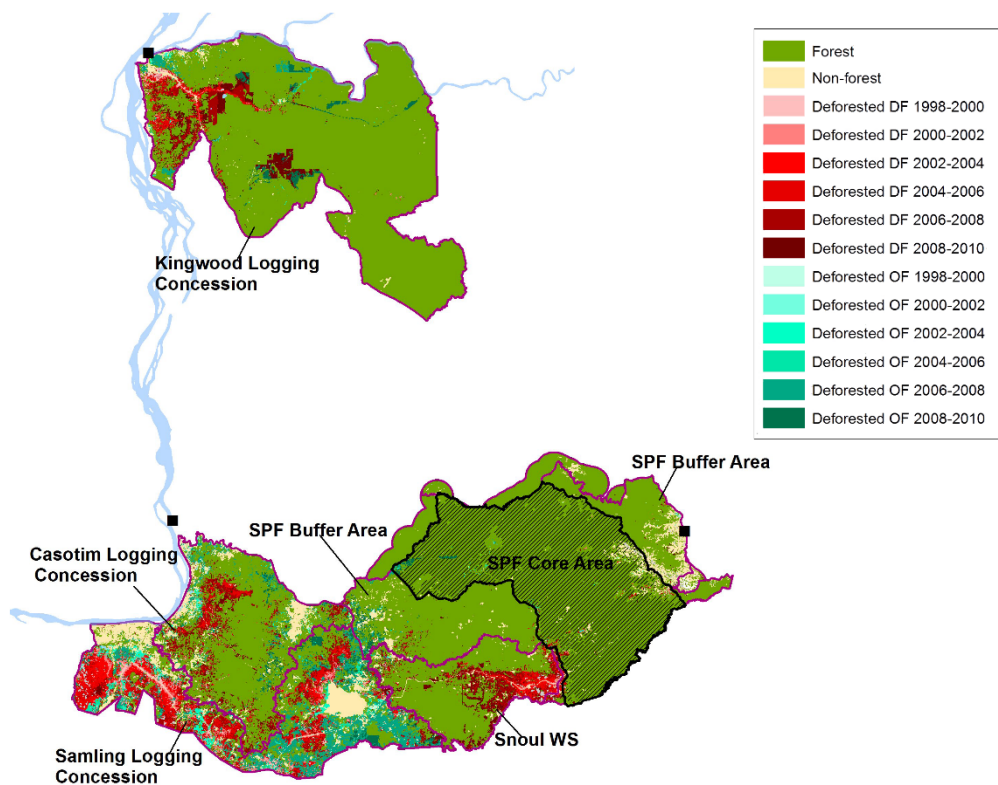 Forest
Non-forest
Deforested DF 1998-2000
Deforested DF 2000-2002
Deforested DF 2002-2004
Deforested DF 2004-2006
Deforested DF 2006-2008
Deforested DF 2008-2010
Deforested OF 1998-2000
Deforested OF 2000-2002
Deforested OF 2002-2004
Deforested OF 2004-2006
Deforested OF 2006-2008
Deforested OF 2008-2010
Kingwood Logging
Concession
SPF Buffer Area
SPF Buffer Area
Casotim Logging
Concession
SPF Core Area
Snoul WS
Samling Logging
Concession